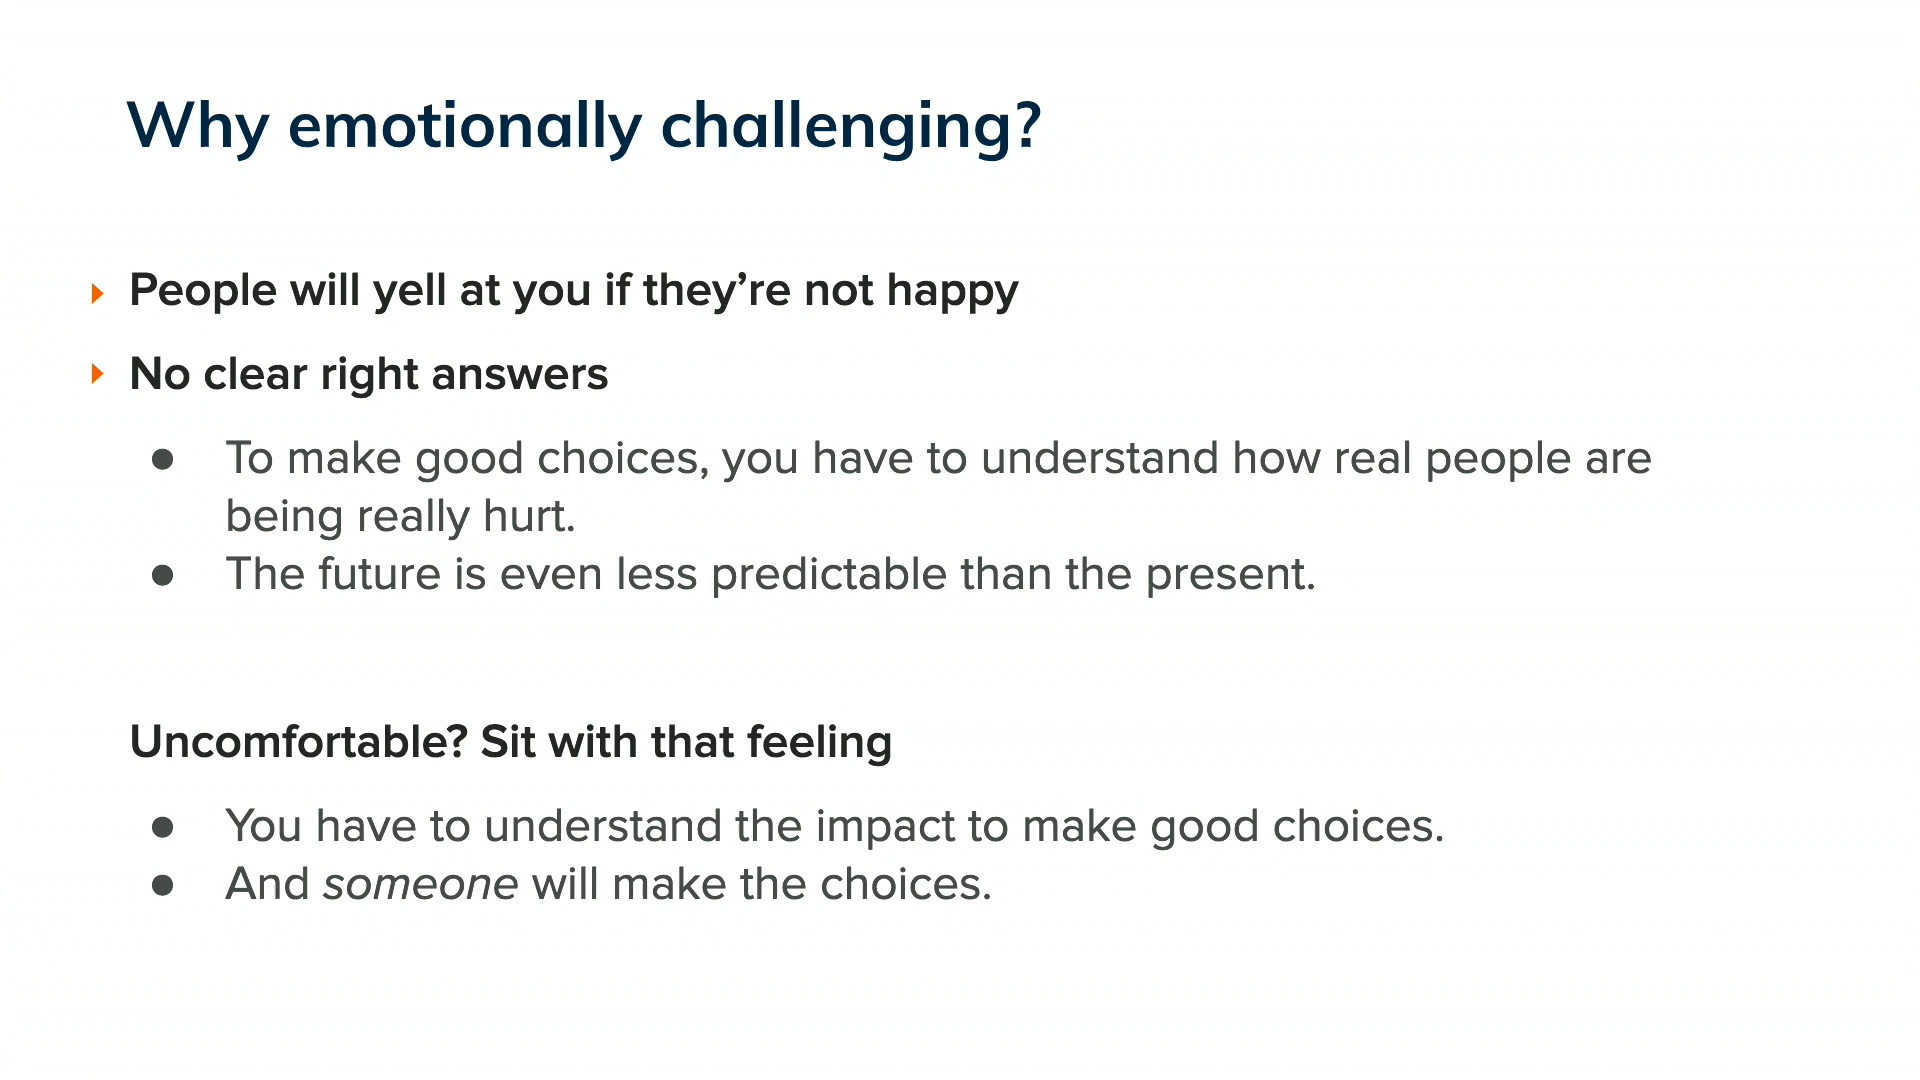 Why emotionally challenging?
People will yell at you if they’re not happy
No clear right answers
To make good choices, you have to understand how real people are
being really hurt.
The future is even less predictable than the present.
Uncomfortable? Sit with that feeling
You have to understand the impact to make good choices.
And someone will make the choices.